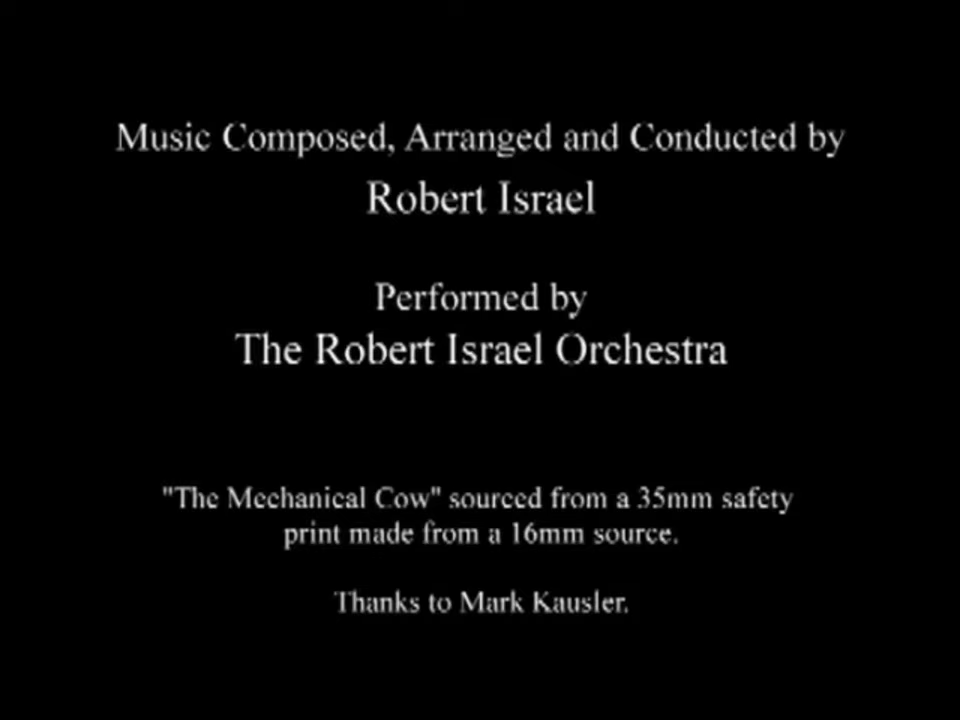 Music Composed, Arranged and Conducted by
Robert Israel
Performed by
The Robert Israel Orchestra
"The Mechanical Cow" sourced from a 35mm safety
print made from a 16mm source.
Thanks to Mark Kausler.